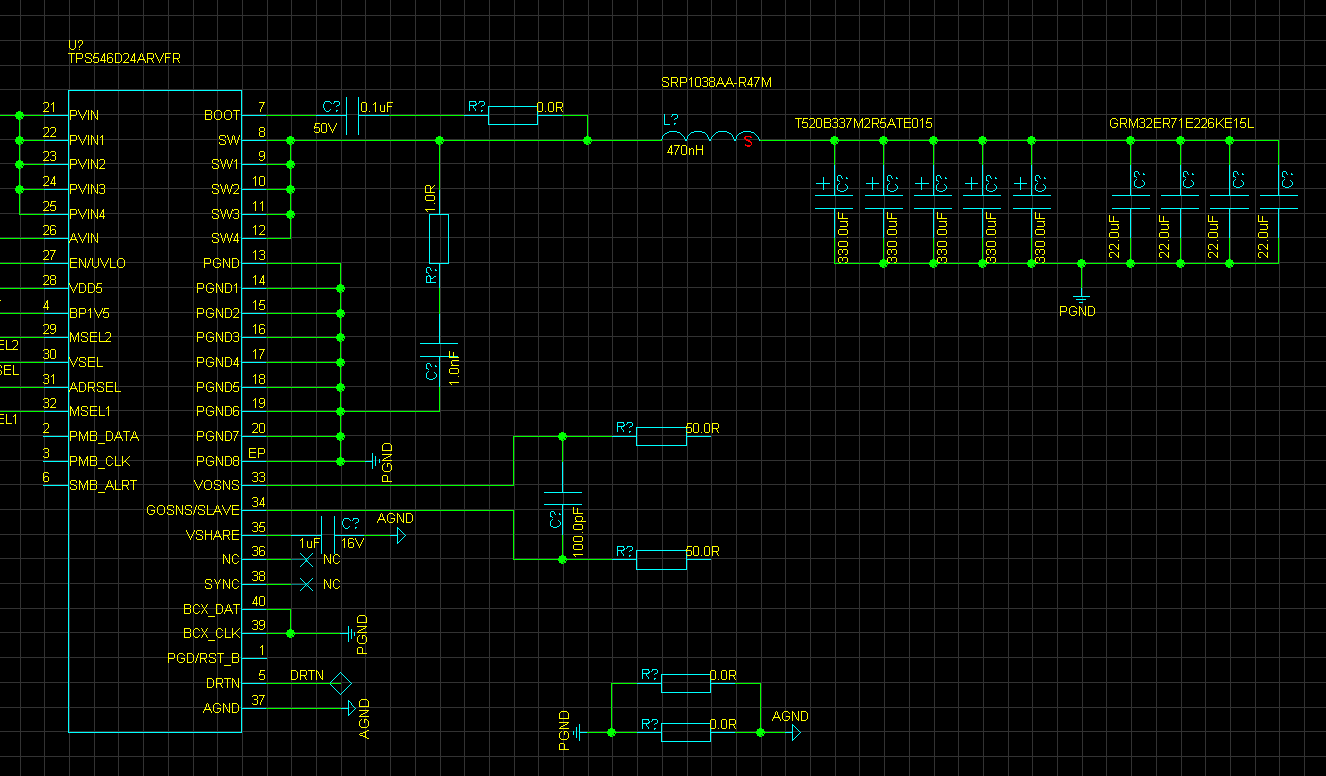 U?
TPS546D24ARVFR
SRP1038AA-R47M
21 PVIN
22 PVIN1
23 PVIN2
24 PVIN3
25 PVIN4
26 AVIN
27 EN/UVLO
28 VDD5
4 BP1V5
29 MSEL2
30 VSEL
31 ADRSEL
32 MSEL1
2 PMB_DATA
3 PMB_CLK
6 SMB_ALRT
EL2
SEL
EL1
BOOT 7
SW 8
SW1 9
SW2 10
SW3 11
SW4 12
PGND 13
PGND1 14
PGND2 15
PGND3 16
PGND4 17
PGND5 18
PGND6 19
PGND7 20
PGND8 EP
VOSNS 33
GOSNS/SLAVE 34
VSHARE 35
NC 36
SYNC 38
BCX_DAT 40
BCX_CLK 39
PGD/RST_B 1
DRTN 5
AGND 37
C? 0.1uF
50V
R? 0.0R
L?
470nH
S
T520B337M2R5ATE015
GRM32ER71E226KE15L
C? C? C? C? C?
330.0uF 330.0uF 330.0uF 330.0uF 330.0uF
C? C? C? C?
22.0uF 22.0uF 22.0uF 22.0uF
PGND
1.0R
R?
C?
1.0nF
PGND
R? 50.0R
C?
100.0pF
R? 50.0R
C?
1uF 16V
AGND
NC
NC
PGND
DRTN
AGND
R? 0.0R
R? 0.0R
PGND
AGND